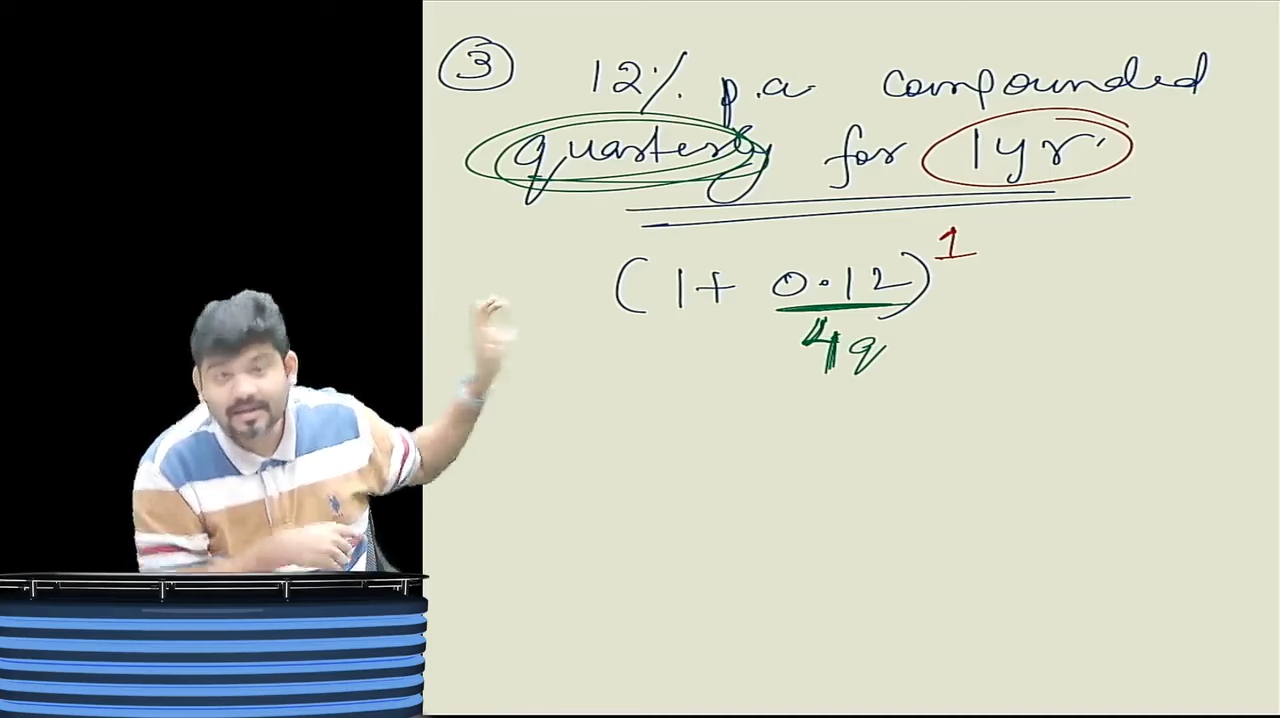 3 12% p.a compounded
quarterly for 1yr.
(1+ 0.12)1
4q